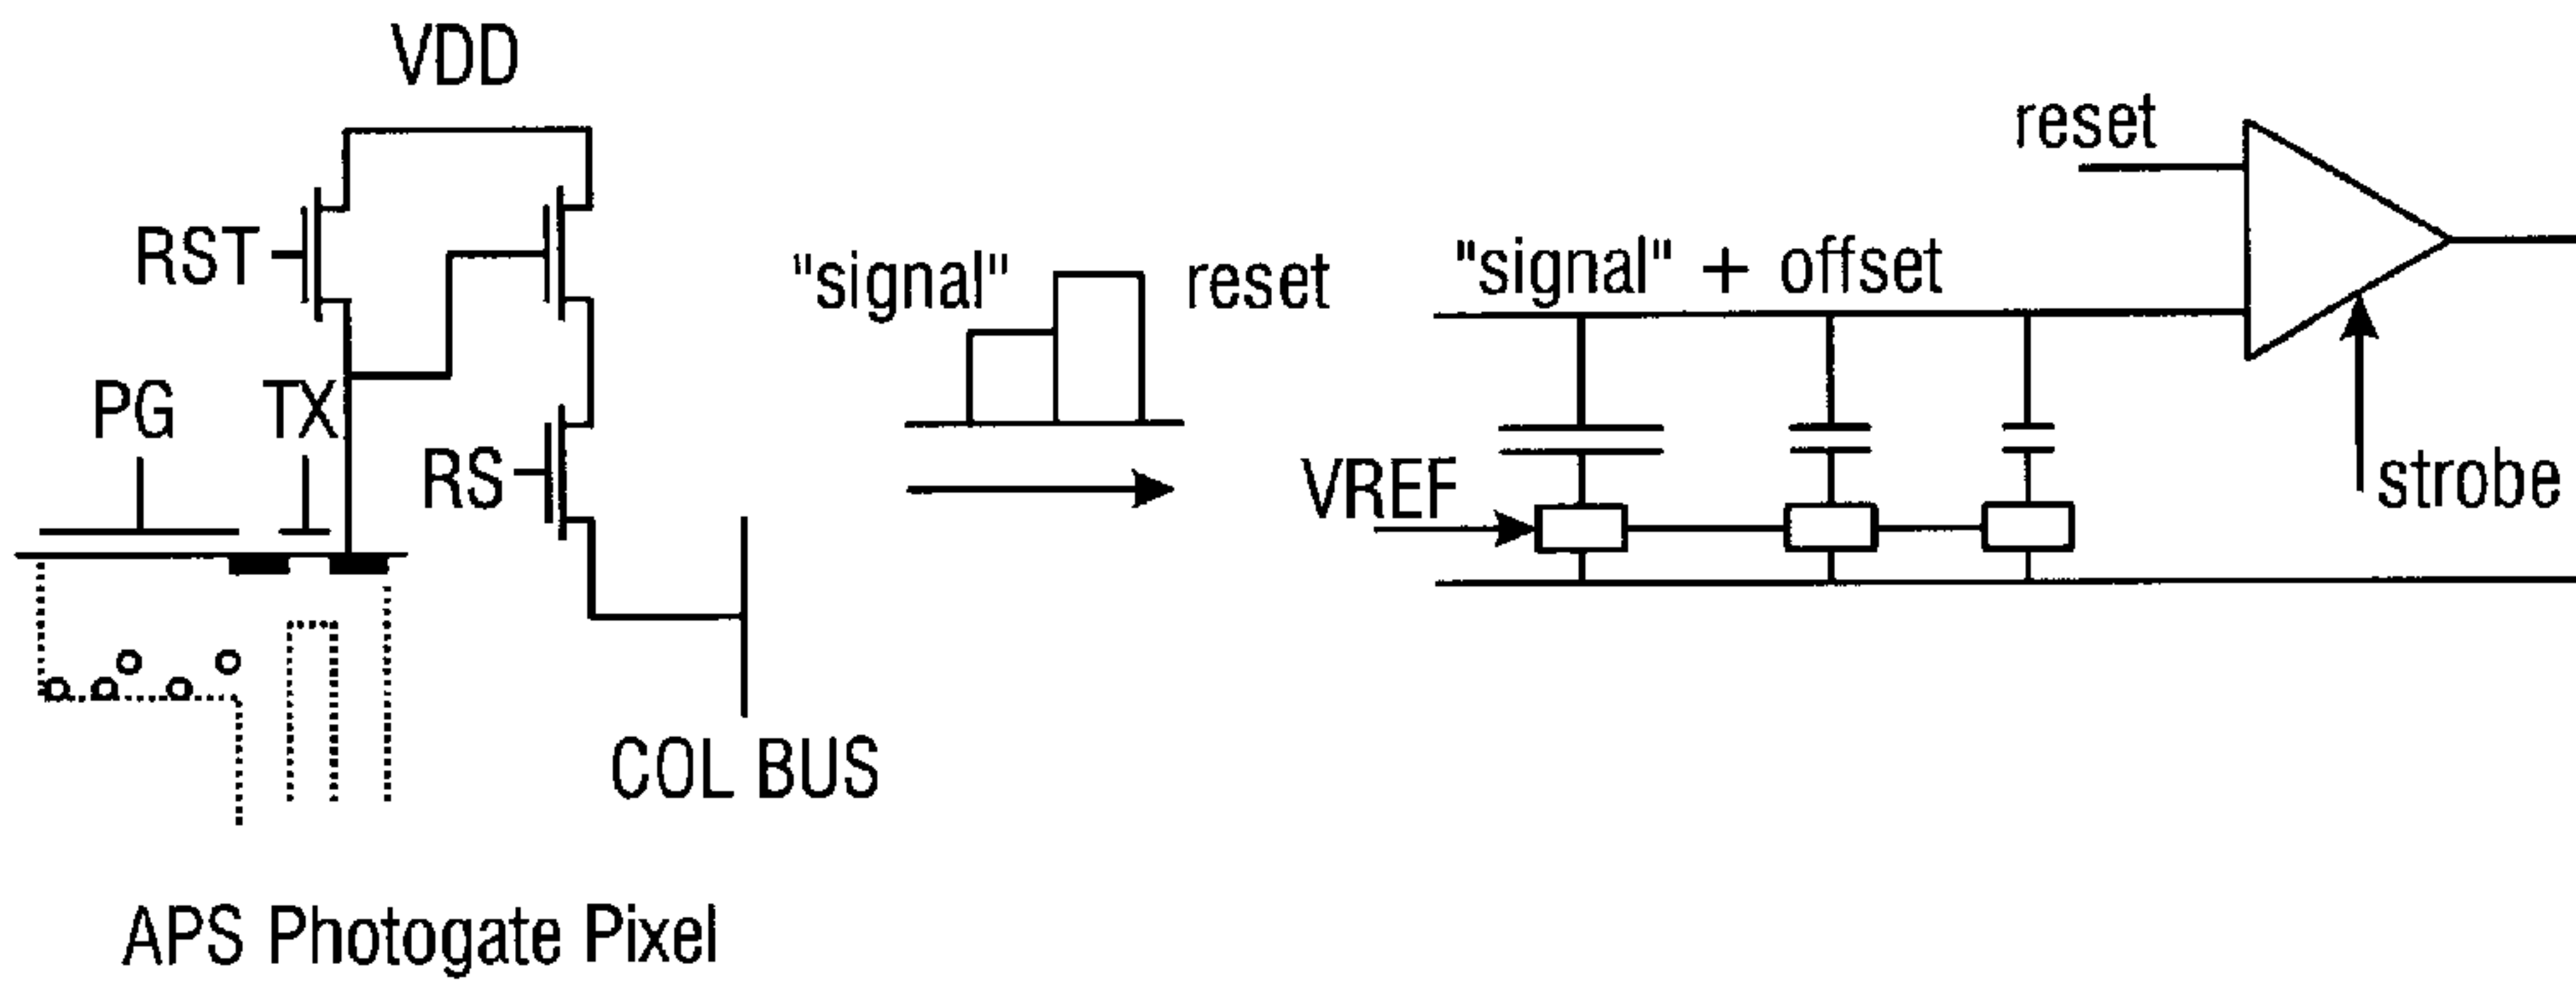 VDD
reset
RST
"signal"
reset
"signal" + offset
PG
TX
RS
VREF
strobe
COL BUS
APS Photogate Pixel